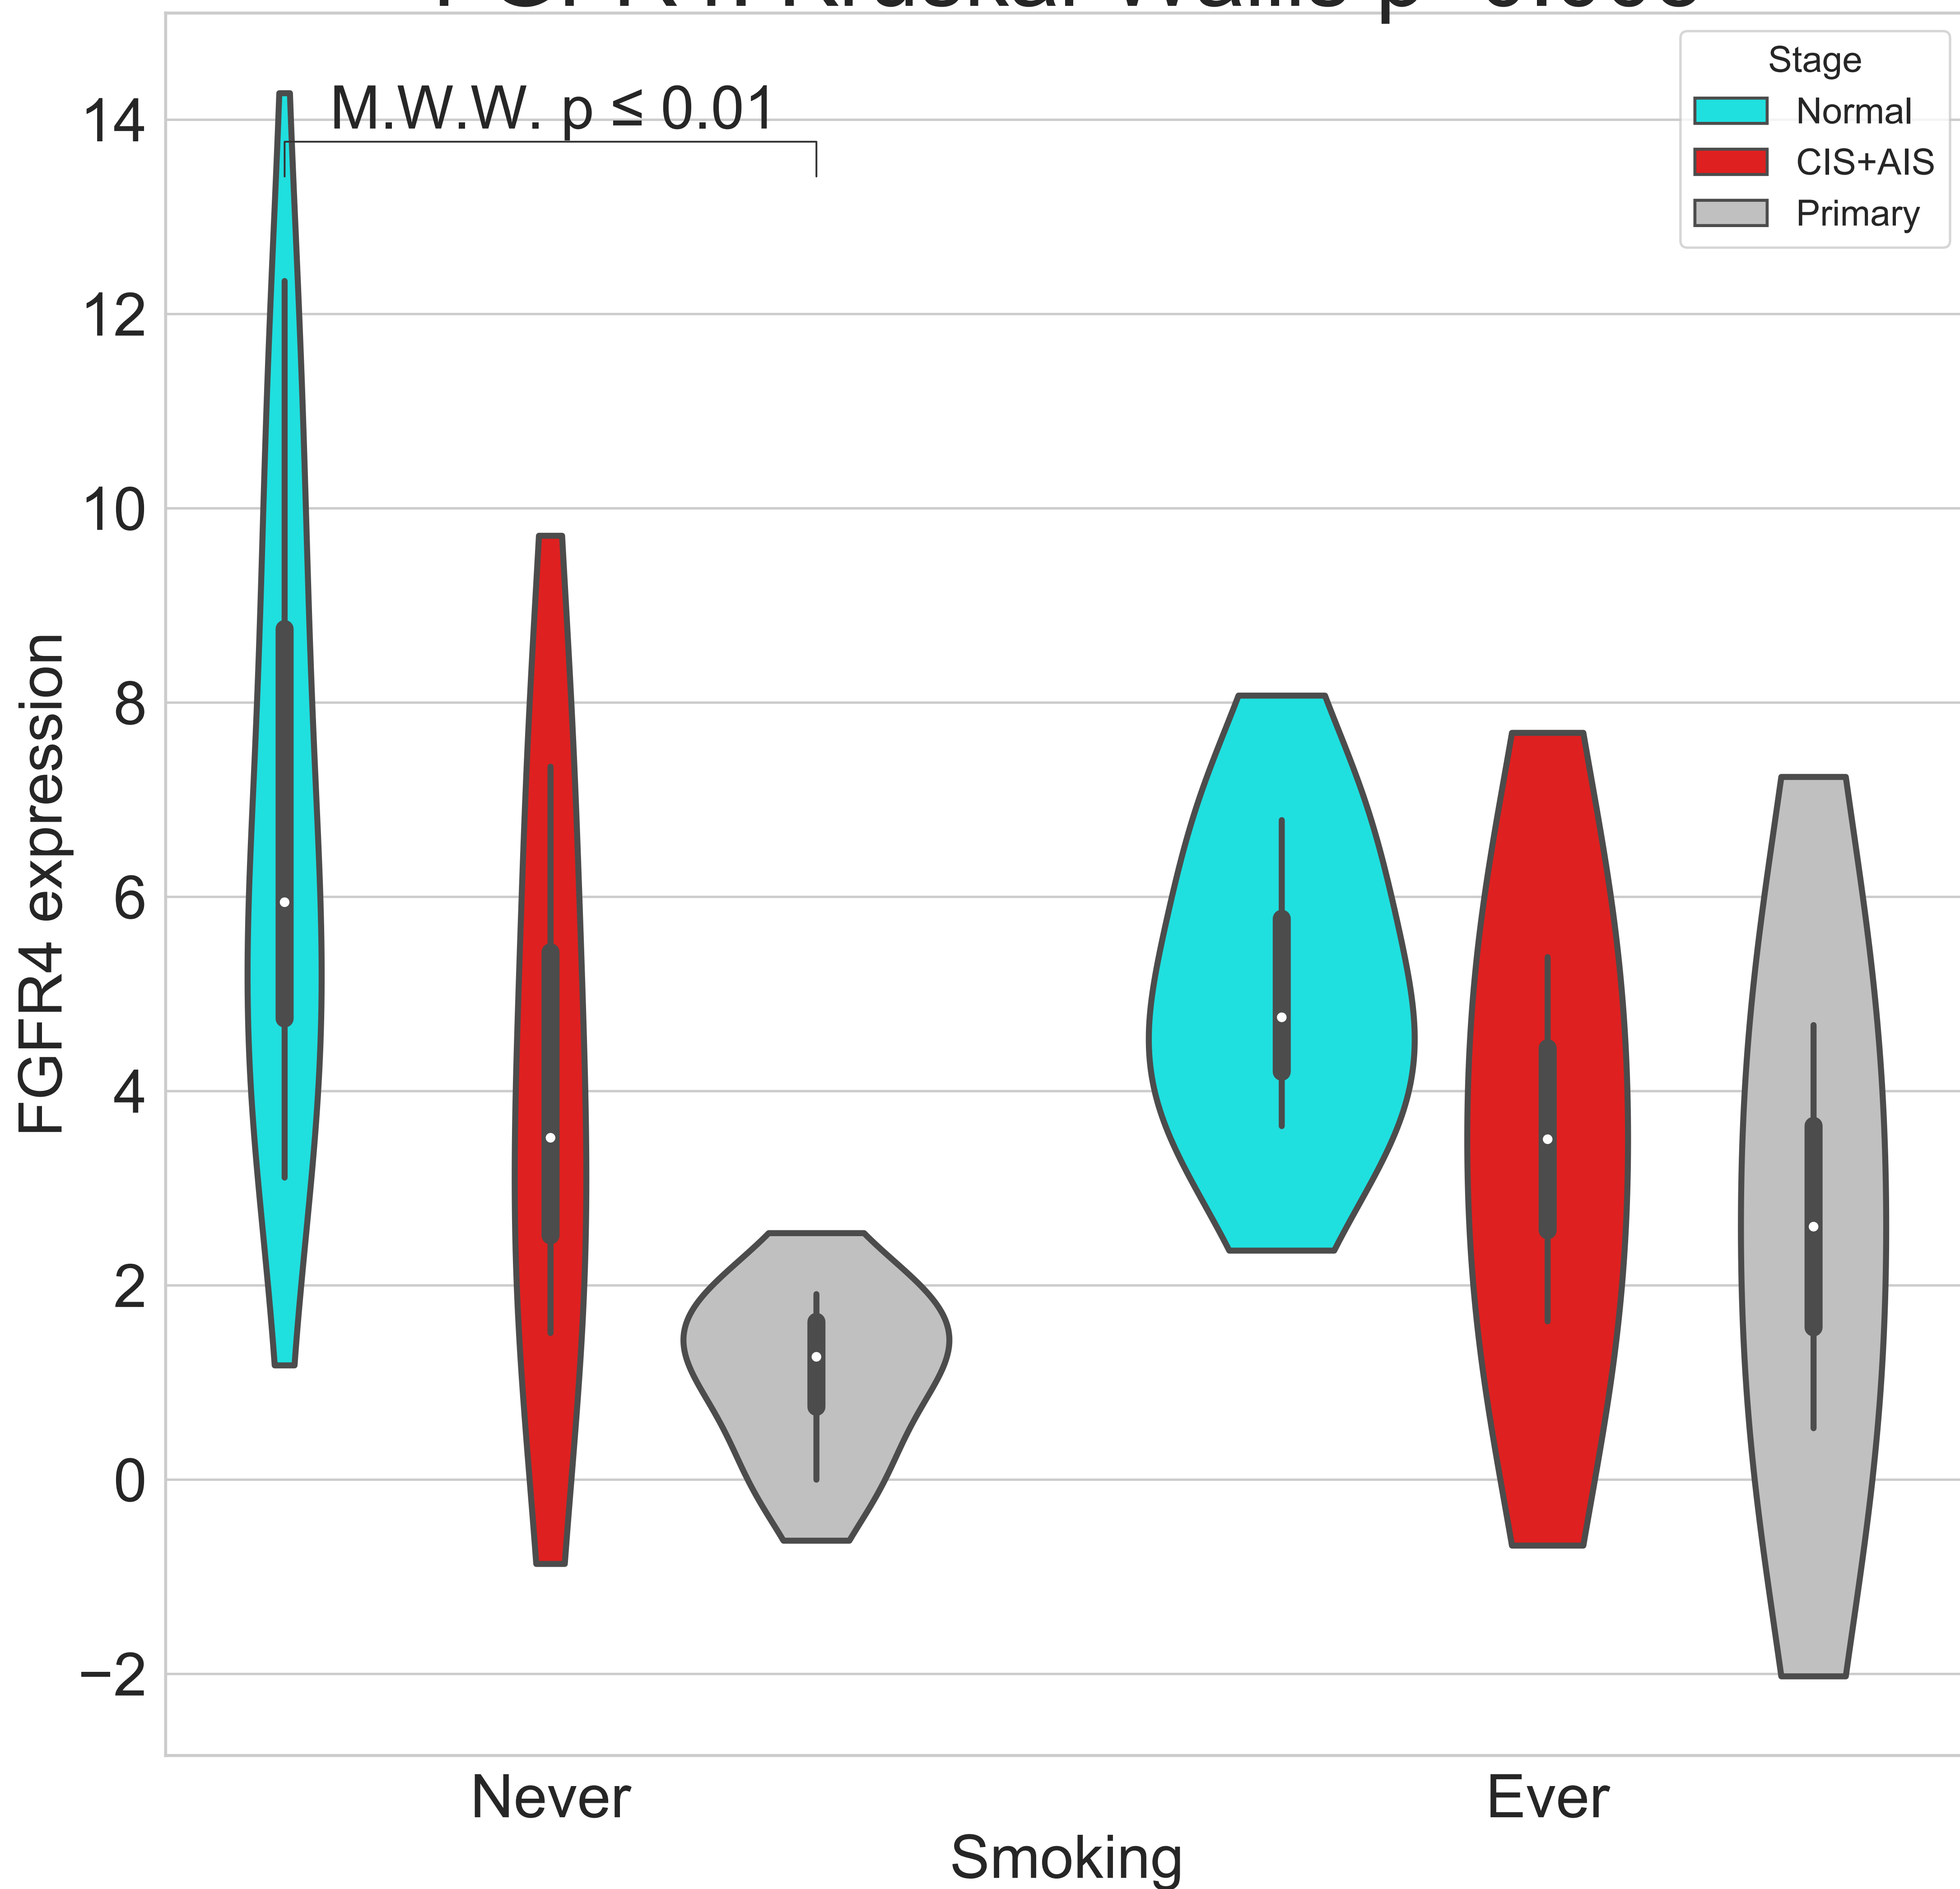 Stage
Normal
CIS+AIS
Primary
M.W.W. p ≤ 0.01
14
12
10
8
6
4
2
0
−2
FGFR4 expression
Never
Ever
Smoking